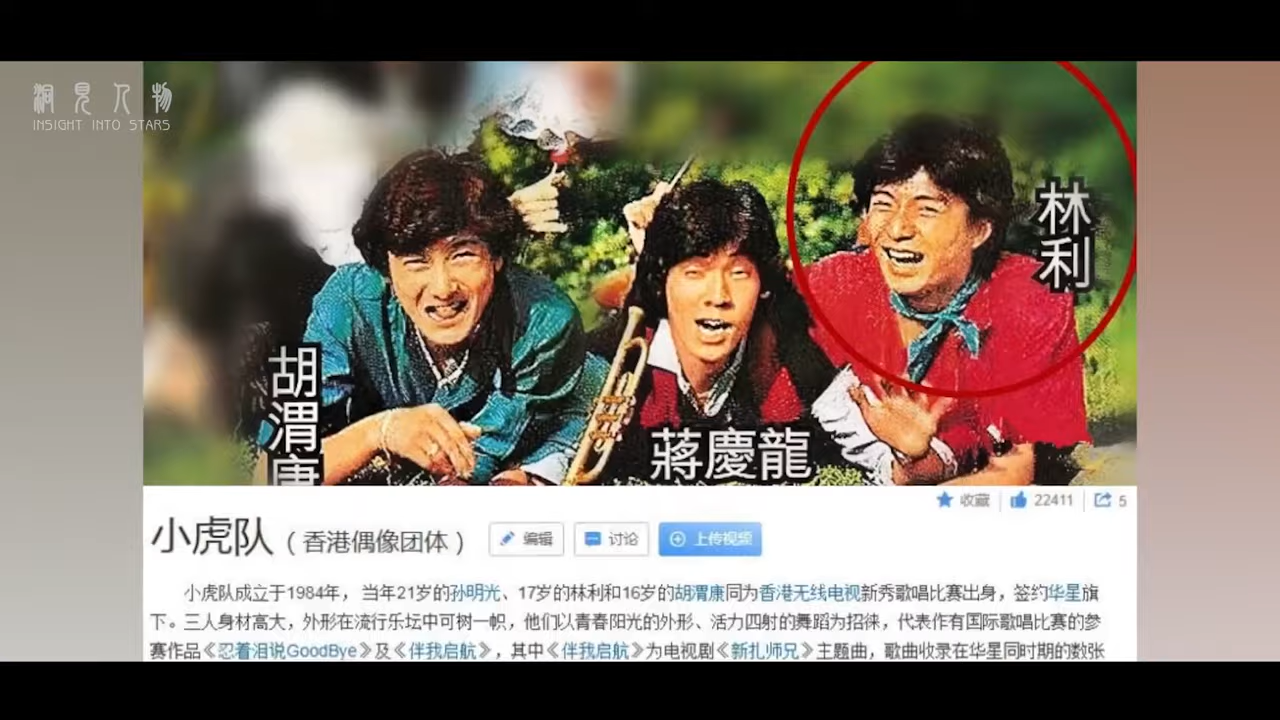 洞見人物
INSIGHT INTO STARS
林利
胡渭康
蔣慶龍
收藏 22411 5
小虎队（香港偶像团体） 编辑 讨论 上传视频
小虎队成立于1984年， 当年21岁的孙明光、17岁的林利和16岁的胡渭康同为香港无线电视新秀歌唱比赛出身，签约华星旗
下。三人身材高大，外形在流行乐坛中可树一帜，他们以青春阳光的外形、活力四射的舞蹈为招徕，代表作有国际歌唱比赛的参
赛作品《忍着泪说GoodBye》及《伴我启航》，其中《伴我启航》为电视剧《新扎师兄》主题曲，歌曲收录在华星同时期的数张